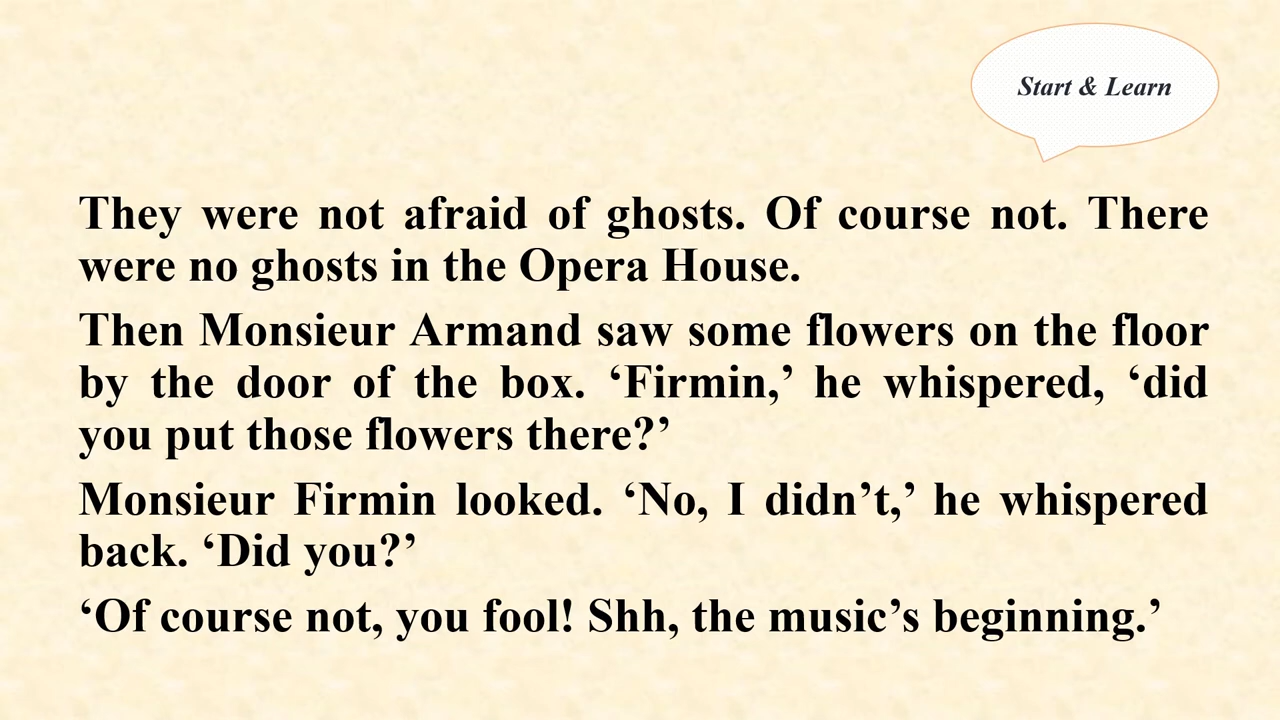 Start & Learn
They were not afraid of ghosts. Of course not. There
were no ghosts in the Opera House.
Then Monsieur Armand saw some flowers on the floor
by the door of the box. ‘Firmin,’ he whispered, ‘did
you put those flowers there?’
Monsieur Firmin looked. ‘No, I didn’t,’ he whispered
back. ‘Did you?’
‘Of course not, you fool! Shh, the music’s beginning.’